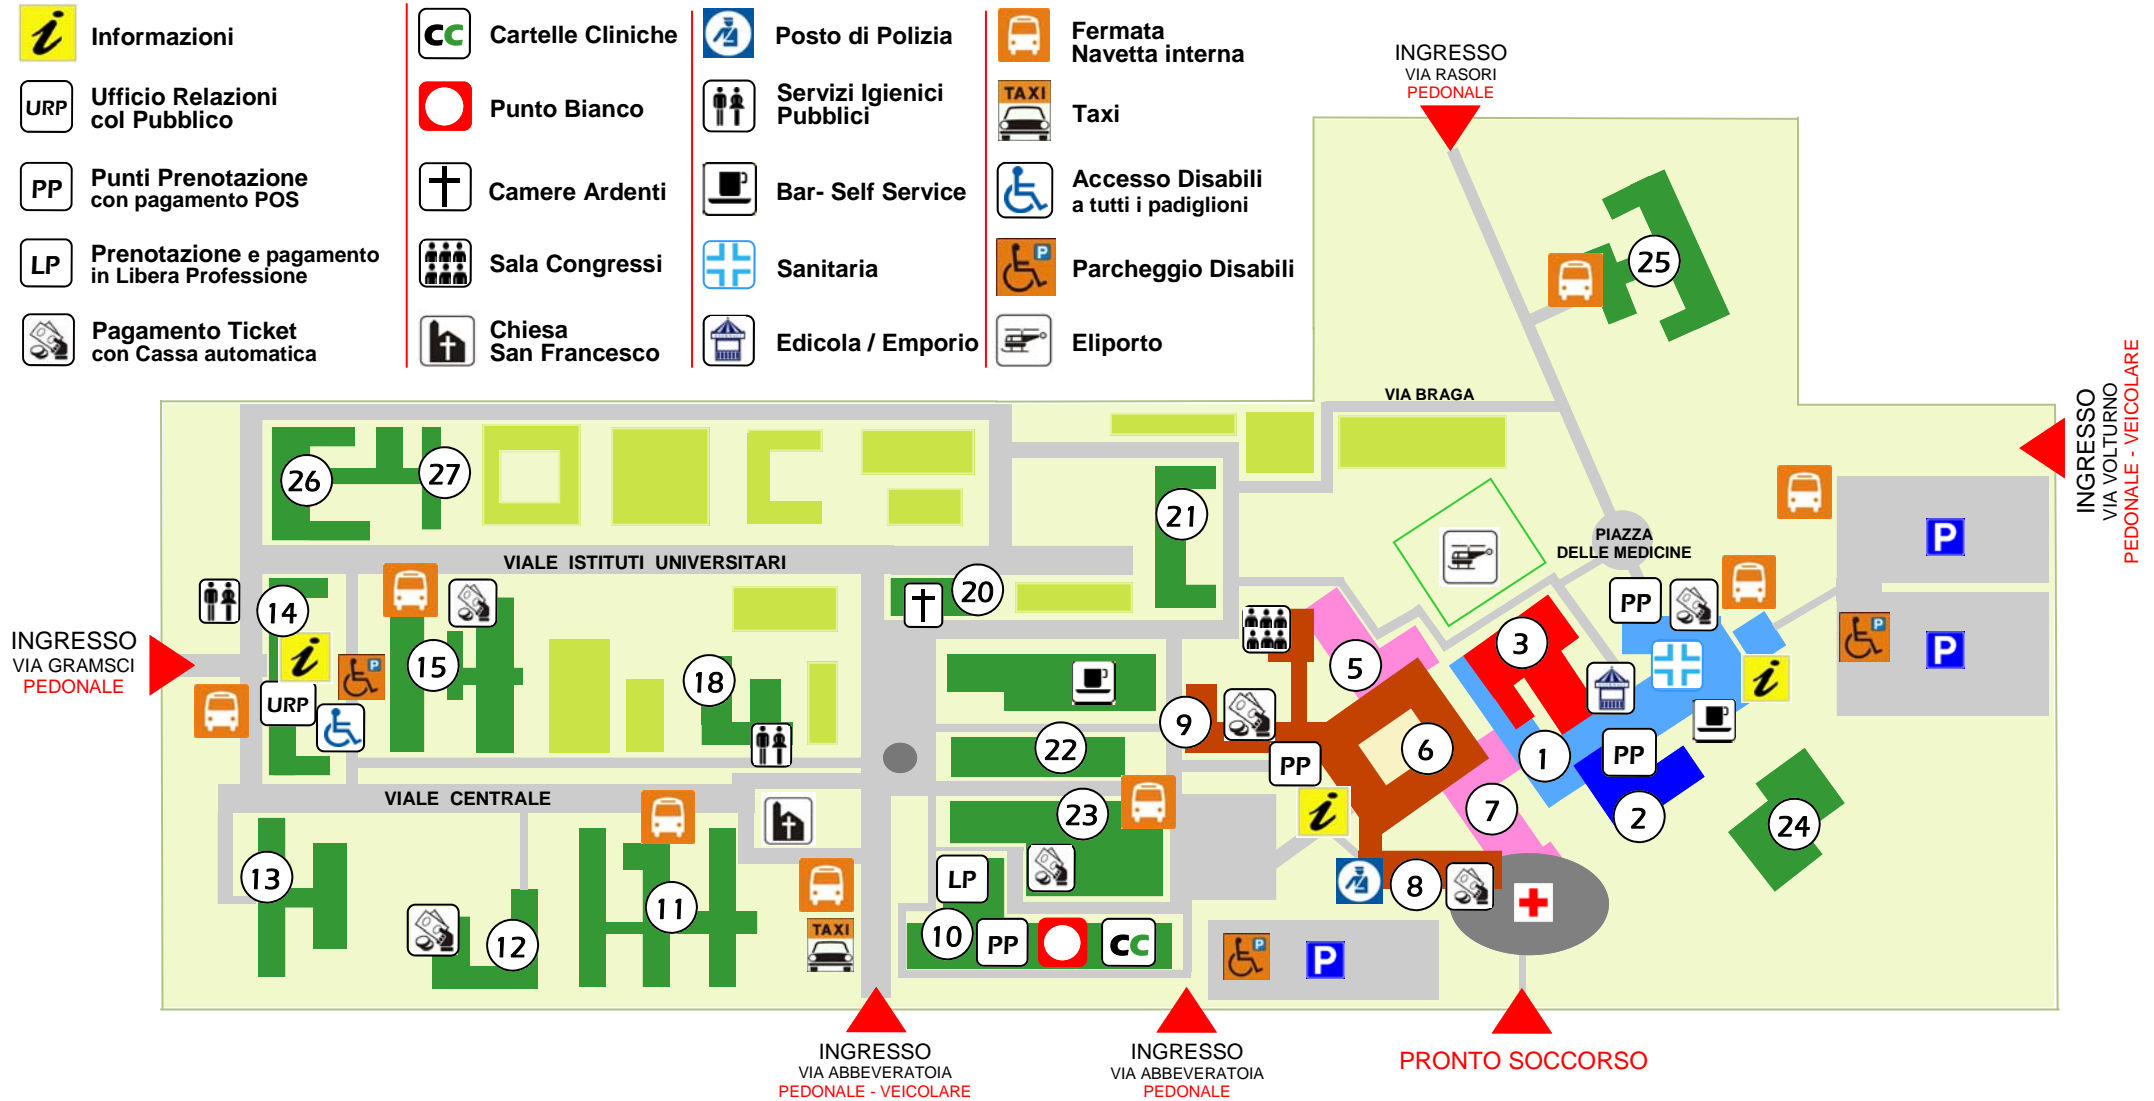 Informazioni
URP
Ufficio Relazioni
col Pubblico
PP
Punti Prenotazione
con pagamento POS
LP
Prenotazione e pagamento
in Libera Professione
Pagamento Ticket
con Cassa automatica
CC
Cartelle Cliniche
Punto Bianco
Camere Ardenti
Sala Congressi
Chiesa
San Francesco
Posto di Polizia
Servizi Igienici
Pubblici
Bar- Self Service
Sanitaria
Edicola / Emporio
Fermata
Navetta interna
TAXI
Taxi
Accesso Disabili
a tutti i padiglioni
P
Parcheggio Disabili
Eliporto
INGRESSO
VIA RASORI
PEDONALE
25
INGRESSO
VIA VOLTURNO
PEDONALE - VEICOLARE
VIA BRAGA
26
27
21
PIAZZA
DELLE MEDICINE
P
VIALE ISTITUTI UNIVERSITARI
14
20
PP
INGRESSO
VIA GRAMSCI
PEDONALE
URP
P
15
18
5
3
P
P
9
22
6
1
PP
PP
VIALE CENTRALE
23
7
2
24
13
11
12
LP
10
PP
CC
8
TAXI
P
P
INGRESSO
VIA ABBEVERATOIA
PEDONALE - VEICOLARE
INGRESSO
VIA ABBEVERATOIA
PEDONALE
PRONTO SOCCORSO